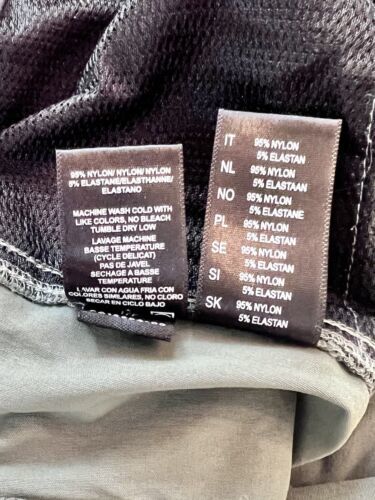 95% NYLON/NYLON/NYLON
5% ELASTANE/ELASTHANNE/
ELASTANO
MACHINE WASH COLD WITH
LIKE COLORS, NO BLEACH
TUMBLE DRY LOW
LAVAGE MACHINE
BASSE TEMPÉRATURE
(CYCLE DELICAT)
PAS DE JAVEL
SECHAGE A BASSE
TEMPÉRATURE
LAVAR CON AGUA FRIA CON
COLORES SIMILARES, NO CLORO
SECAR EN CICLO BAJO
IT 95% NYLON
5% ELASTAN
NL 95% NYLON
5% ELASTAAN
NO 95% NYLON
5% ELASTANE
PL 95% NYLON
5% ELASTAN
SE 95% NYLON
5% ELASTAN
SI 95% NYLON
5% ELASTAN
SK 95% NYLON
5% ELASTAN